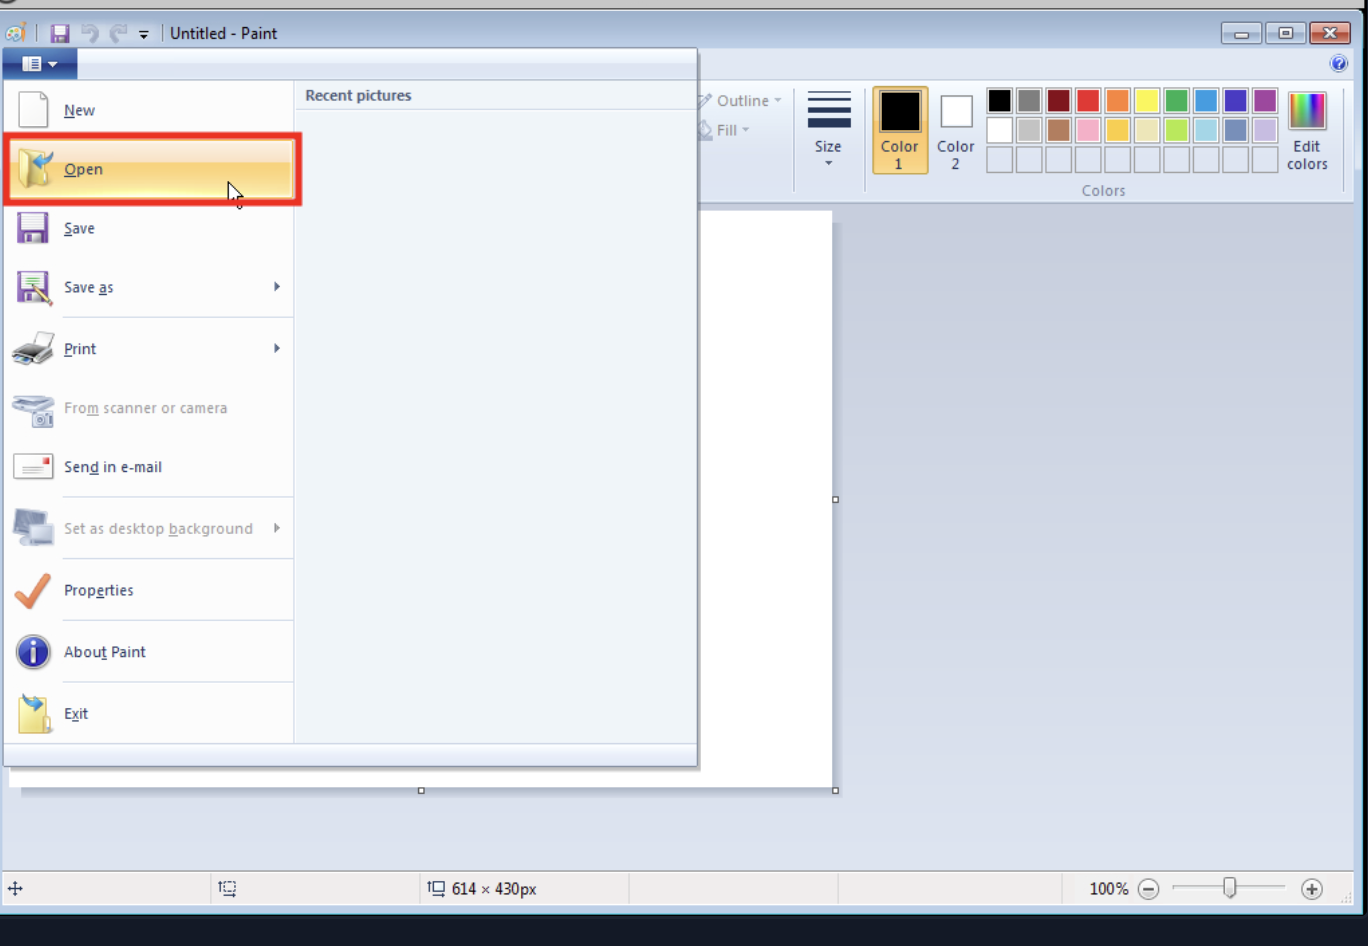 Untitled - Paint
New
Recent pictures
Open
Save
Save as
Print
From scanner or camera
Send in e-mail
Set as desktop background
Properties
About Paint
Exit
Outline
Fill
Size
Color
1
Color
2
Edit
colors
Colors
614 × 430px
100%